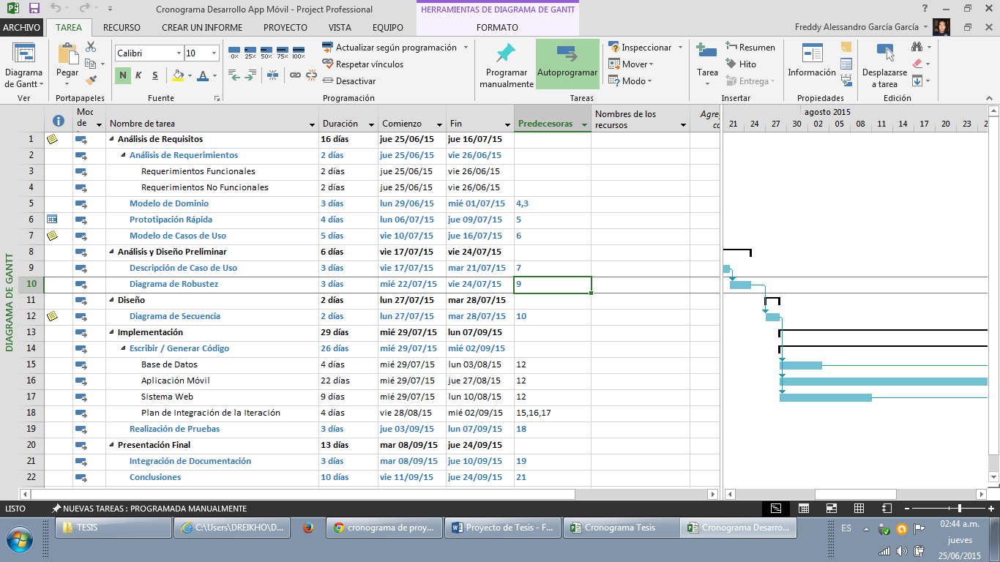 Cronograma Desarrollo App Móvil - Project Professional
HERRAMIENTAS DE DIAGRAMA DE GANTT
ARCHIVO TAREA RECURSO CREAR UN INFORME PROYECTO VISTA EQUIPO FORMATO Freddy Alessandro García García
Diagrama de Gantt
Ver
Pegar
Portapapeles
Calibri 10
N K S
Fuente
0% 25% 50% 75% 100%
Actualizar según programación
Respetar vínculos
Desactivar
Programación
Programar manualmente
Autoprogramar
Inspeccionar
Mover
Modo
Tareas
Tarea
Resumen
Hito
Entrega
Insertar
Información
Propiedades
Desplazarse a tarea
Edición
Nombre de tarea Duración Comienzo Fin Predecesoras Nombres de los recursos
agosto 2015
21 24 27 30 02 05 08 11 14 17 20 23
DIAGRAMA DE GANTT
1 Análisis de Requisitos 16 días jue 25/06/15 jue 16/07/15
2 Análisis de Requerimientos 2 días jue 25/06/15 vie 26/06/15
3 Requerimientos Funcionales 2 días jue 25/06/15 vie 26/06/15
4 Requerimientos No Funcionales 2 días jue 25/06/15 vie 26/06/15
5 Modelo de Dominio 3 días lun 29/06/15 mié 01/07/15 4,3
6 Prototipación Rápida 4 días lun 06/07/15 jue 09/07/15 5
7 Modelo de Casos de Uso 5 días vie 10/07/15 jue 16/07/15 6
8 Análisis y Diseño Preliminar 6 días vie 17/07/15 vie 24/07/15
9 Descripción de Caso de Uso 3 días vie 17/07/15 mar 21/07/15 7
10 Diagrama de Robustez 3 días mié 22/07/15 vie 24/07/15 9
11 Diseño 2 días lun 27/07/15 mar 28/07/15
12 Diagrama de Secuencia 2 días lun 27/07/15 mar 28/07/15 10
13 Implementación 29 días mié 29/07/15 lun 07/09/15
14 Escribir / Generar Código 26 días mié 29/07/15 mié 02/09/15
15 Base de Datos 4 días mié 29/07/15 lun 03/08/15 12
16 Aplicación Móvil 22 días mié 29/07/15 jue 27/08/15 12
17 Sistema Web 9 días mié 29/07/15 lun 10/08/15 12
18 Plan de Integración de la Iteración 4 días vie 28/08/15 mié 02/09/15 15,16,17
19 Realización de Pruebas 3 días jue 03/09/15 lun 07/09/15 18
20 Presentación Final 13 días mar 08/09/15 jue 24/09/15
21 Integración de Documentación 3 días mar 08/09/15 jue 10/09/15 19
22 Conclusiones 10 días vie 11/09/15 jue 24/09/15 21
LISTO NUEVAS TAREAS : PROGRAMADA MANUALMENTE
TESIS
C:\Users\DREIKHO\D...
cronograma de proy...
Proyecto de Tesis - F...
Cronograma Tesis
Cronograma Desarro...
ES
02:44 a.m.
jueves
25/06/2015